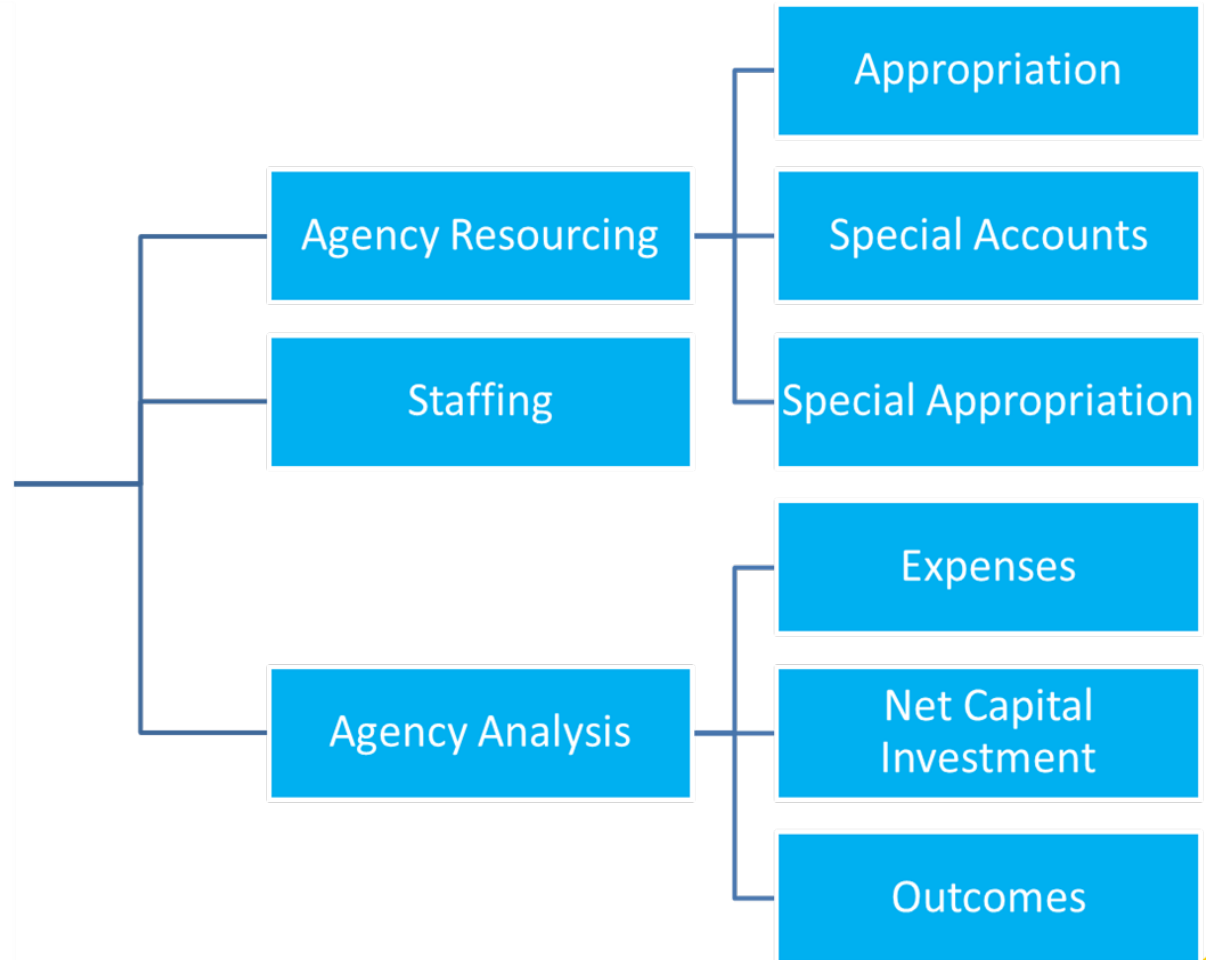 Appropriation
Agency Resourcing
Special Accounts
Staffing
Special Appropriation
Expenses
Agency Analysis
Net Capital
Investment
Outcomes